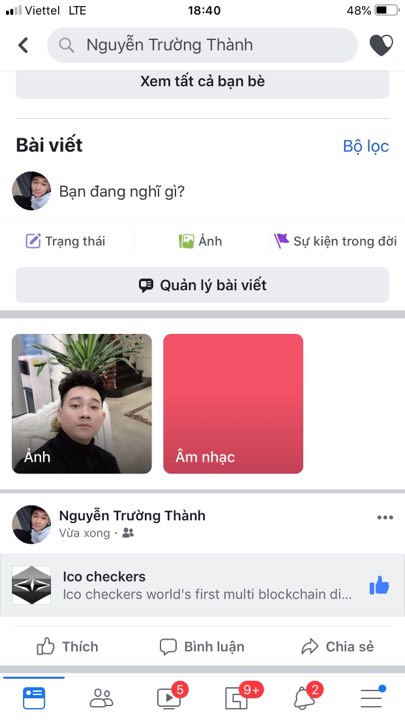 Viettel LTE 18:40 48%
Nguyễn Trường Thành
Xem tất cả bạn bè
Bài viết Bộ lọc
Bạn đang nghĩ gì?
Trạng thái Ảnh Sự kiện trong đời
Quản lý bài viết
Ảnh Âm nhạc
Nguyễn Trường Thành
Vừa xong ·
Ico checkers
Ico checkers world's first multi blockchain di...
Thích Bình luận Chia sẻ
5 9+ 2